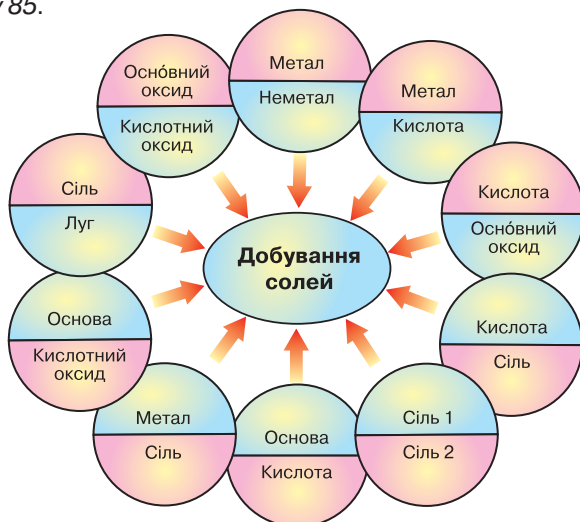 85.
Метал
Неметал
Метал
Кислота
Кислота
Осно́вний
оксид
Кислота
Сіль
Сіль 1
Сіль 2
Основа
Кислота
Метал
Сіль
Основа
Кислотний
оксид
Сіль
Луг
Осно́вний
оксид
Кислотний
оксид
Добування
солей